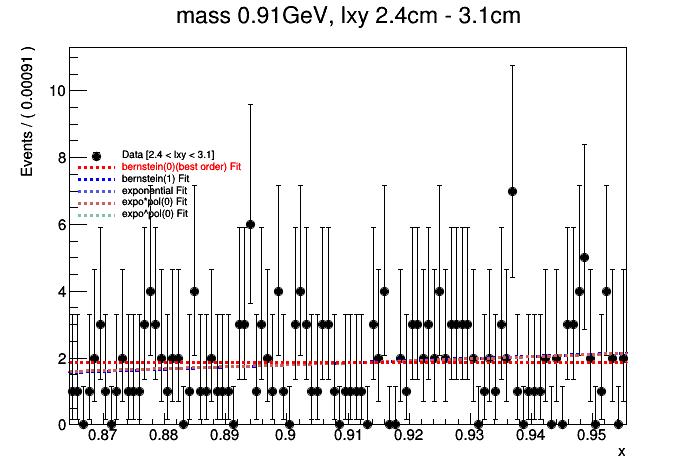 mass 0.91GeV, lxy 2.4cm - 3.1cm
Events / ( 0.00091 )
10
8
6
4
2
0
Data [2.4 < lxy < 3.1]
bernstein(0)(best order) Fit
bernstein(1) Fit
exponential Fit
expo*pol(0) Fit
expo^pol(0) Fit
0.87 0.88 0.89 0.9 0.91 0.92 0.93 0.94 0.95
x